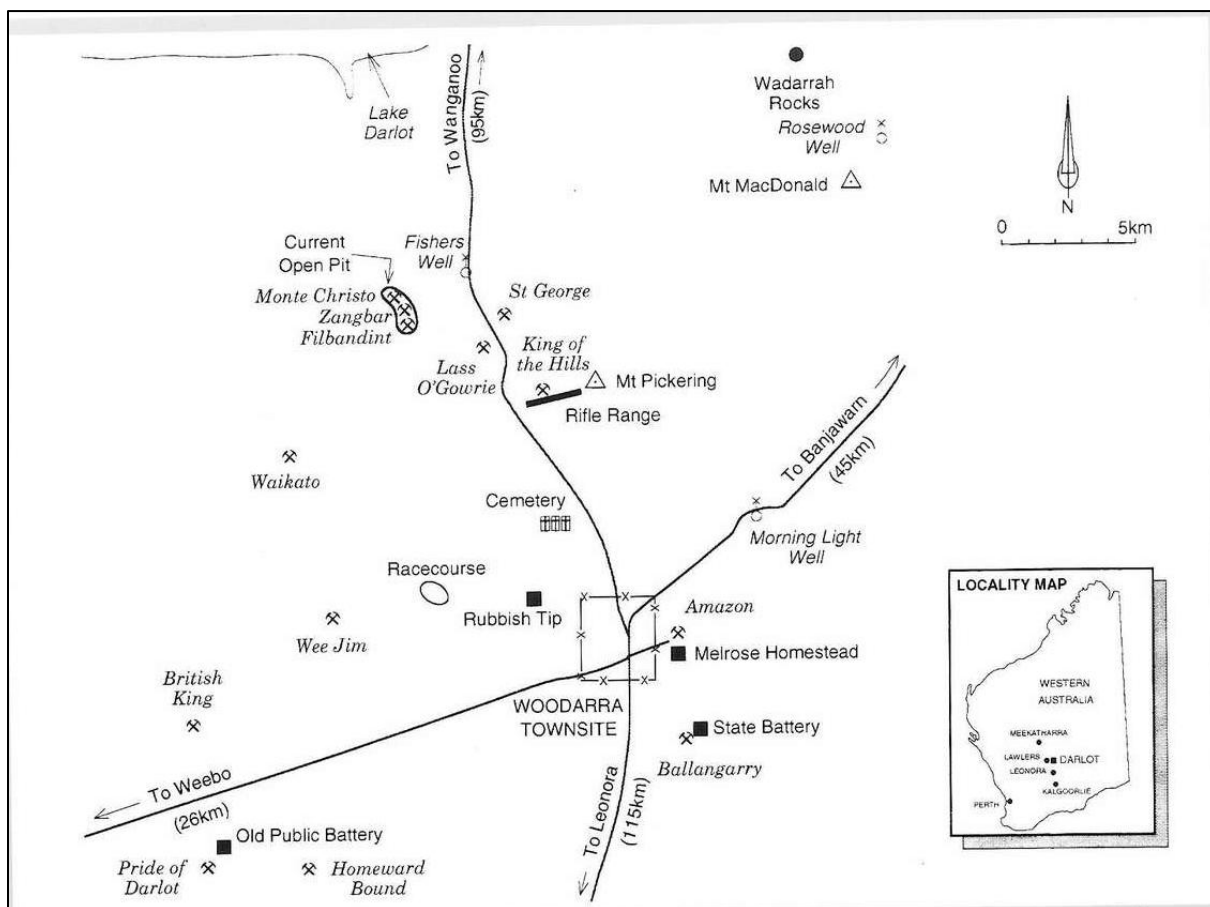 Lake
Darlot
To Wanganoo
(95km)
Wadarrah
Rocks
Rosewood
Well
Mt MacDonald
N
0 5km
Current
Open Pit
Fishers
Well
Monte Christo
Zangbar
Filbandint
St George
King of
the Hills
Lass
O'Gowrie
Mt Pickering
Rifle Range
To Banjawarn
(45km)
Waikato
Cemetery
Morning Light
Well
Racecourse
Rubbish Tip
Amazon
Wee Jim
Melrose Homestead
British
King
WOODARRA
TOWNSITE
State Battery
Ballangarry
To Weebo
(26km)
To Leonora
(115km)
Old Public Battery
Pride of
Darlot
Homeward
Bound
LOCALITY MAP
WESTERN
AUSTRALIA
MEEKATHARRA
LAWLERS
DARLOT
LEONORA
KALGOORLIE
PERTH